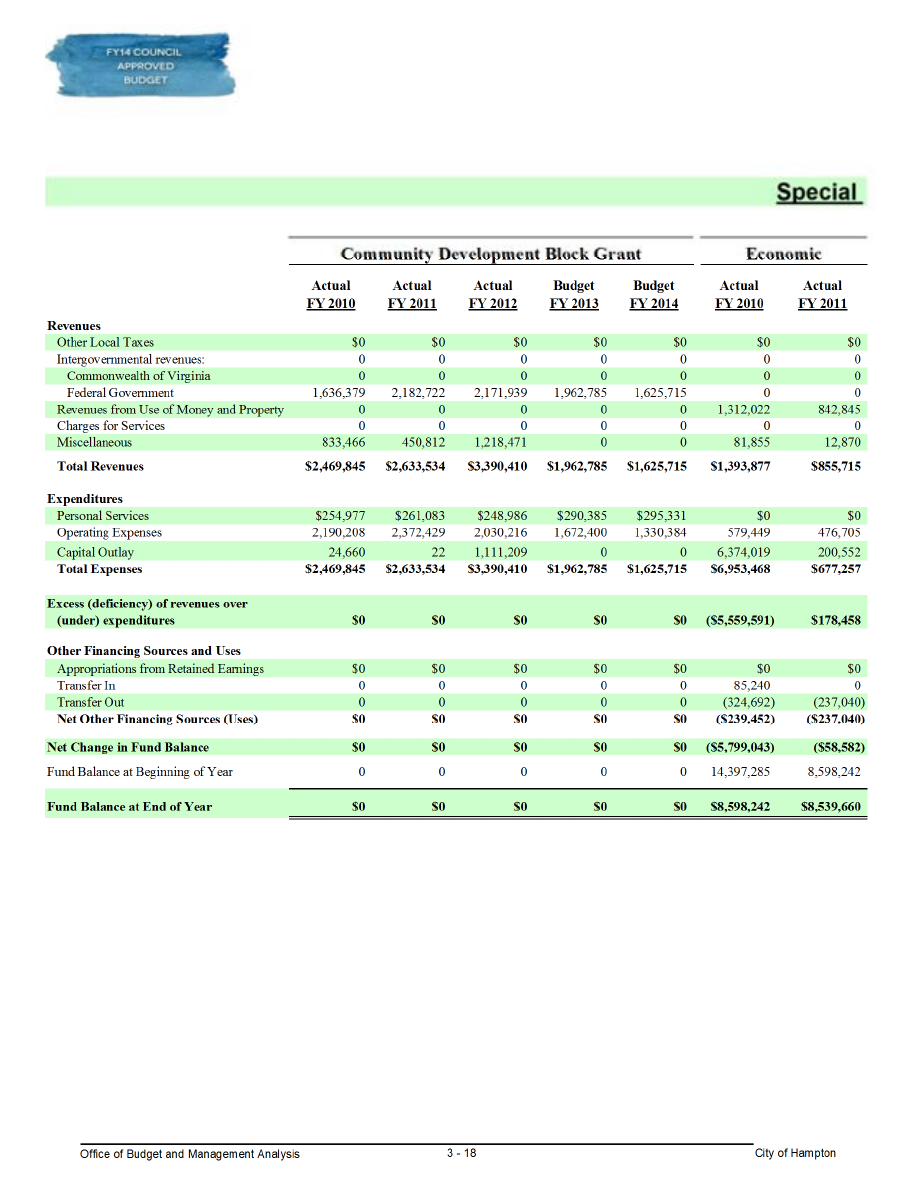 FY14 COUNCIL
APPROVED
BUDGET
Special
Community Development Block Grant Economic
Actual Actual Actual Budget Budget Actual Actual
FY 2010 FY 2011 FY 2012 FY 2013 FY 2014 FY 2010 FY 2011
Revenues
Other Local Taxes $0 $0 $0 $0 $0 $0 $0
Intergovernmental revenues: 0 0 0 0 0 0 0
Commonwealth of Virginia 0 0 0 0 0 0 0
Federal Government 1,636,379 2,182,722 2,171,939 1,962,785 1,625,715 0 0
Revenues from Use of Money and Property 0 0 0 0 0 1,312,022 842,845
Charges for Services 0 0 0 0 0 0 0
Miscellaneous 833,466 450,812 1,218,471 0 0 81,855 12,870
Total Revenues $2,469,845 $2,633,534 $3,390,410 $1,962,785 $1,625,715 $1,393,877 $855,715
Expenditures
Personal Services $254,977 $261,083 $248,986 $290,385 $295,331 $0 $0
Operating Expenses 2,190,208 2,372,429 2,030,216 1,672,400 1,330,384 579,449 476,705
Capital Outlay 24,660 22 1,111,209 0 0 6,374,019 200,552
Total Expenses $2,469,845 $2,633,534 $3,390,410 $1,962,785 $1,625,715 $6,953,468 $677,257
Excess (deficiency) of revenues over
(under) expenditures $0 $0 $0 $0 $0 ($5,559,591) $178,458
Other Financing Sources and Uses
Appropriations from Retained Earnings $0 $0 $0 $0 $0 $0 $0
Transfer In 0 0 0 0 0 85,240 0
Transfer Out 0 0 0 0 0 (324,692) (237,040)
Net Other Financing Sources (Uses) $0 $0 $0 $0 $0 ($239,452) ($237,040)
Net Change in Fund Balance $0 $0 $0 $0 $0 ($5,799,043) ($58,582)
Fund Balance at Beginning of Year 0 0 0 0 0 14,397,285 8,598,242
Fund Balance at End of Year $0 $0 $0 $0 $0 $8,598,242 $8,539,660
Office of Budget and Management Analysis 3 - 18 City of Hampton